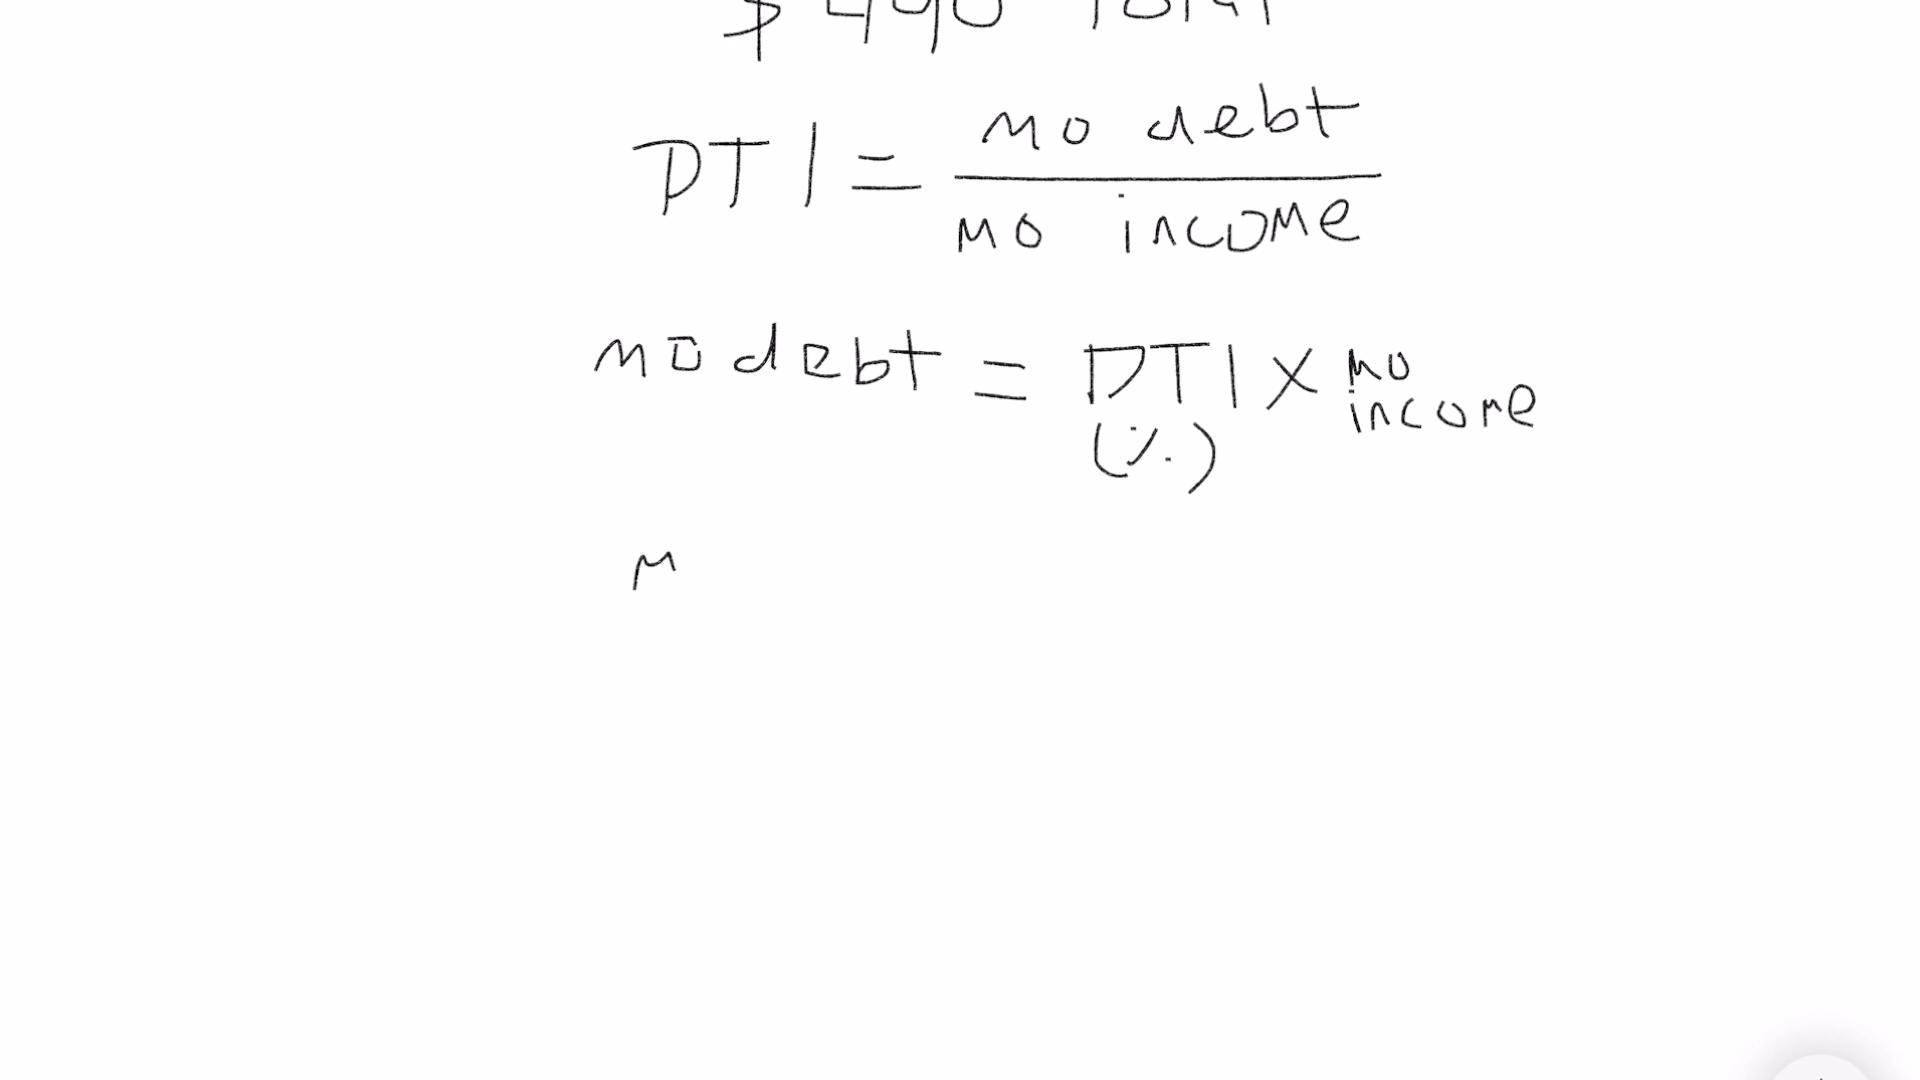 DTI = mo debt
mo income
mo debt = DTI x mo
income
(%)
m